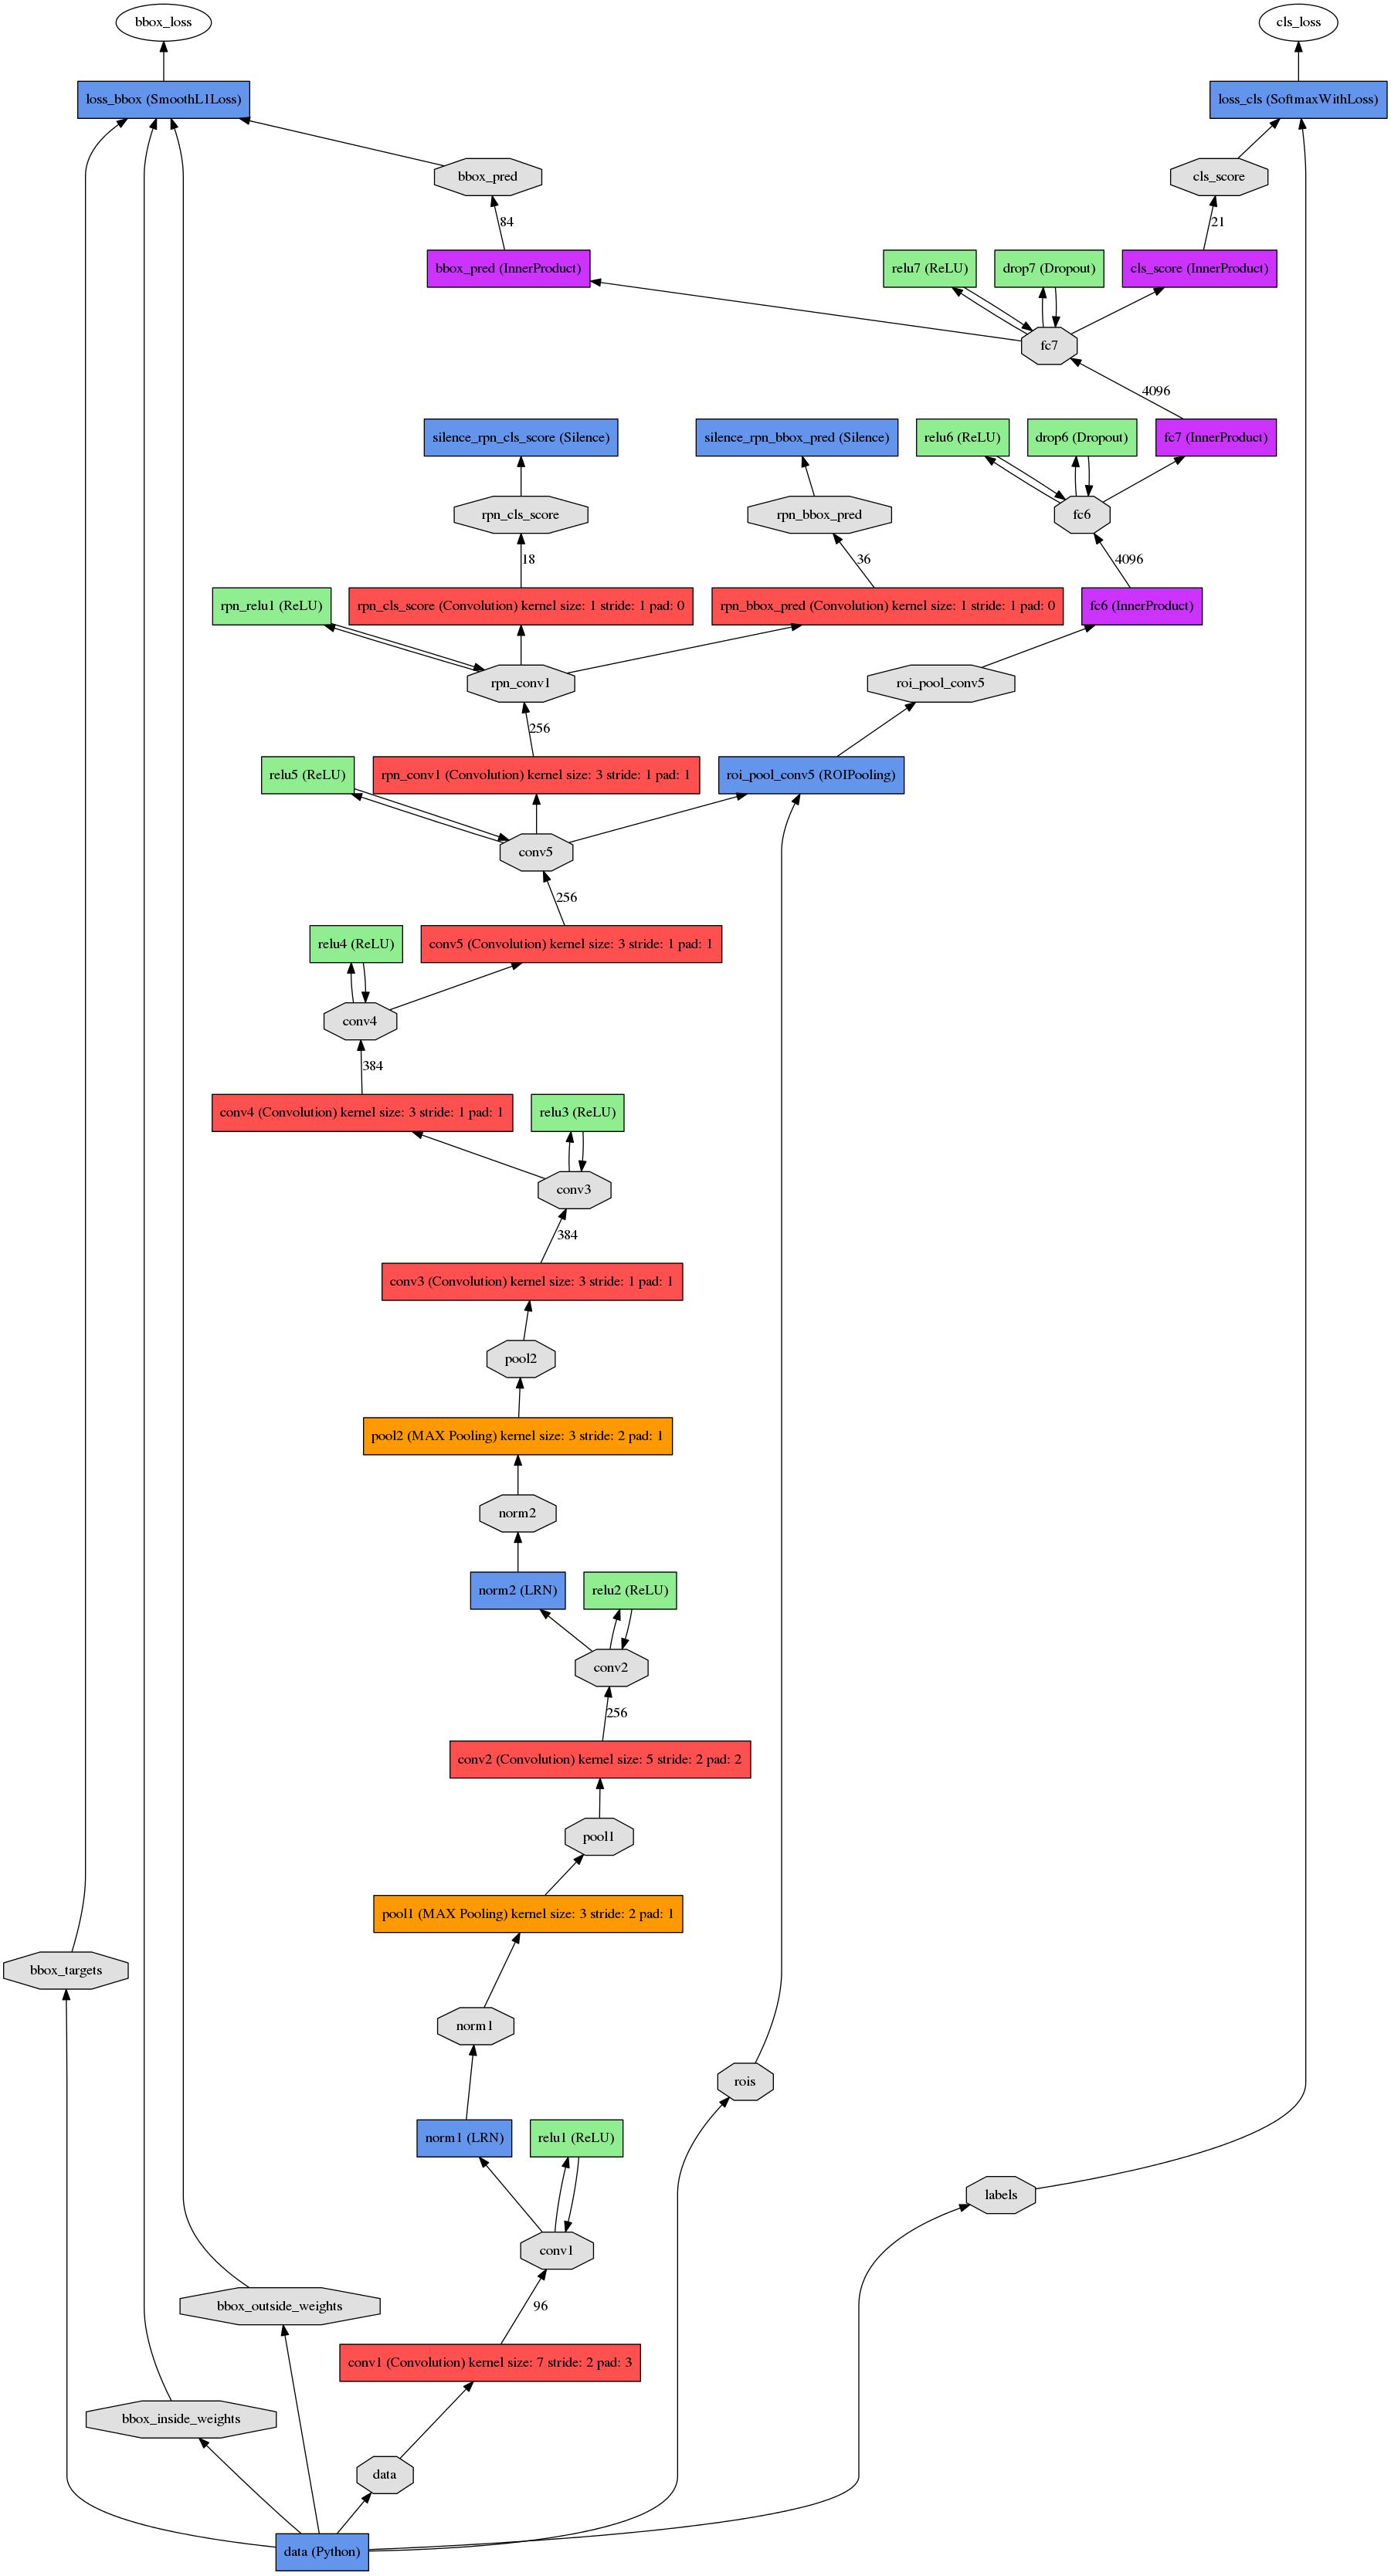 bbox_loss
cls_loss
loss_bbox (SmoothL1Loss)
loss_cls (SoftmaxWithLoss)
bbox_pred
cls_score
84
21
bbox_pred (InnerProduct)
relu7 (ReLU)
drop7 (Dropout)
cls_score (InnerProduct)
fc7
4096
silence_rpn_cls_score (Silence)
silence_rpn_bbox_pred (Silence)
relu6 (ReLU)
drop6 (Dropout)
fc7 (InnerProduct)
rpn_cls_score
rpn_bbox_pred
fc6
18
36
4096
rpn_relu1 (ReLU)
rpn_cls_score (Convolution) kernel size: 1 stride: 1 pad: 0
rpn_bbox_pred (Convolution) kernel size: 1 stride: 1 pad: 0
fc6 (InnerProduct)
rpn_conv1
roi_pool_conv5
256
relu5 (ReLU)
rpn_conv1 (Convolution) kernel size: 3 stride: 1 pad: 1
roi_pool_conv5 (ROIPooling)
conv5
256
relu4 (ReLU)
conv5 (Convolution) kernel size: 3 stride: 1 pad: 1
conv4
384
conv4 (Convolution) kernel size: 3 stride: 1 pad: 1
relu3 (ReLU)
conv3
384
conv3 (Convolution) kernel size: 3 stride: 1 pad: 1
pool2
pool2 (MAX Pooling) kernel size: 3 stride: 2 pad: 1
norm2
norm2 (LRN)
relu2 (ReLU)
conv2
256
conv2 (Convolution) kernel size: 5 stride: 2 pad: 2
pool1
pool1 (MAX Pooling) kernel size: 3 stride: 2 pad: 1
bbox_targets
norm1
rois
norm1 (LRN)
relu1 (ReLU)
labels
conv1
bbox_outside_weights
96
conv1 (Convolution) kernel size: 7 stride: 2 pad: 3
bbox_inside_weights
data
data (Python)